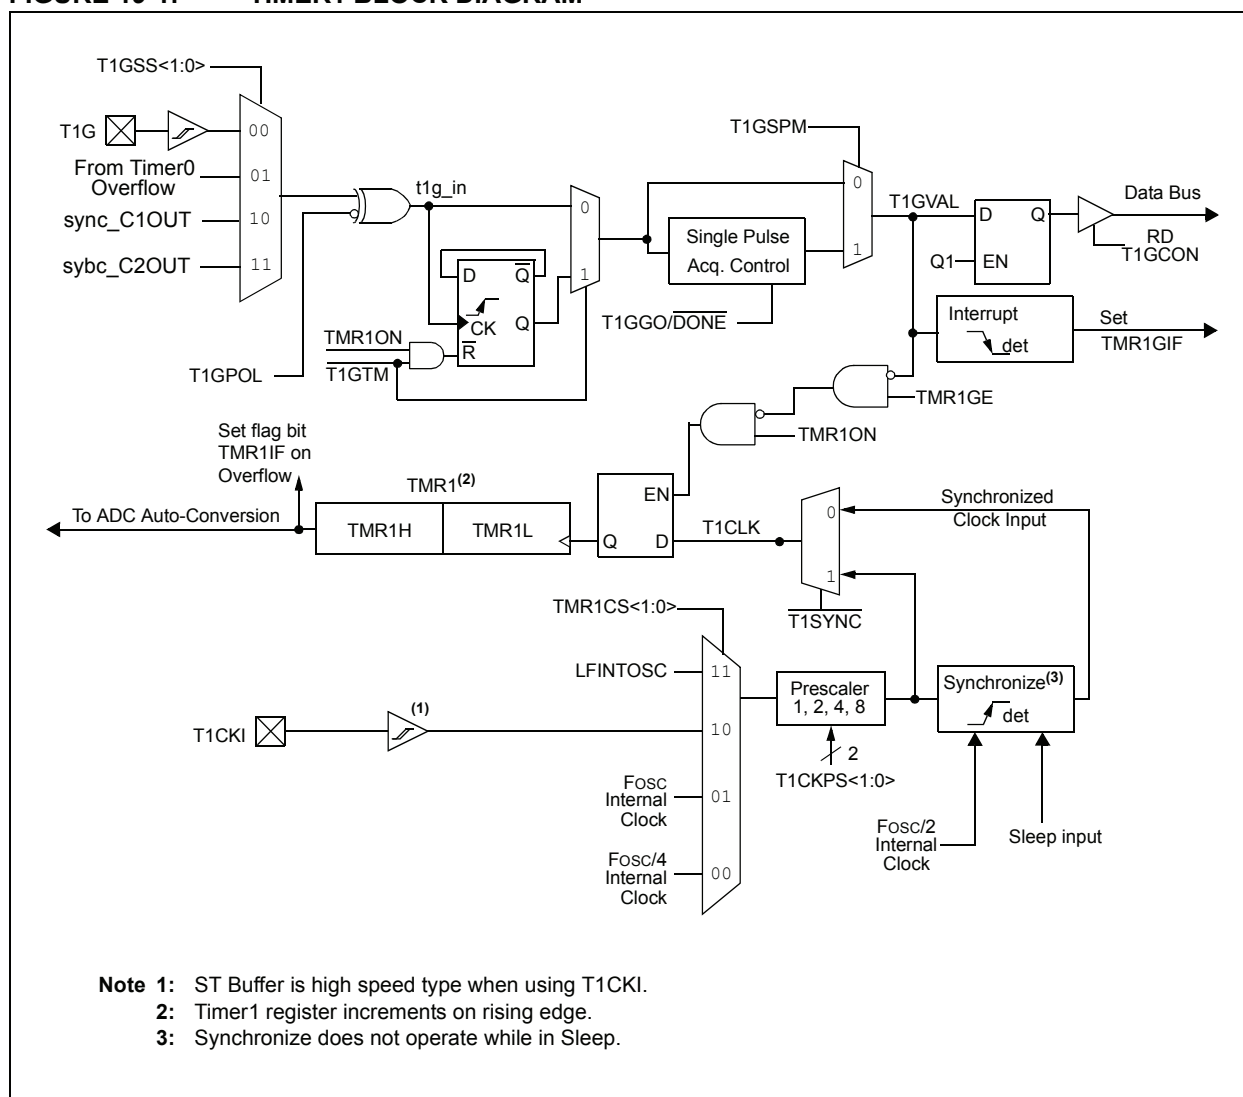 T1GSS<1:0>
T1G
00
From Timer0
Overflow
01
sync_C1OUT
10
sybc_C2OUT
11
T1GPOL
t1g_in
0
1
D
Q
CK
Q
R
TMR1ON
T1GTM
T1GSPM
0
1
Single Pulse
Acq. Control
T1GGO/DONE
T1GVAL
D
Q
Q1
EN
Data Bus
RD
T1GCON
Interrupt
det
Set
TMR1GIF
TMR1GE
TMR1ON
Set flag bit
TMR1IF on
Overflow
To ADC Auto-Conversion
TMR1(2)
TMR1H
TMR1L
EN
Q
D
T1CLK
0
1
T1SYNC
Synchronized
Clock Input
TMR1CS<1:0>
LFINTOSC
11
T1CKI
(1)
10
FOSC
Internal
Clock
01
FOSC/4
Internal
Clock
00
Prescaler
1, 2, 4, 8
2
T1CKPS<1:0>
Synchronize(3)
det
FOSC/2
Internal
Clock
Sleep input
Note 1: ST Buffer is high speed type when using T1CKI.
2: Timer1 register increments on rising edge.
3: Synchronize does not operate while in Sleep.